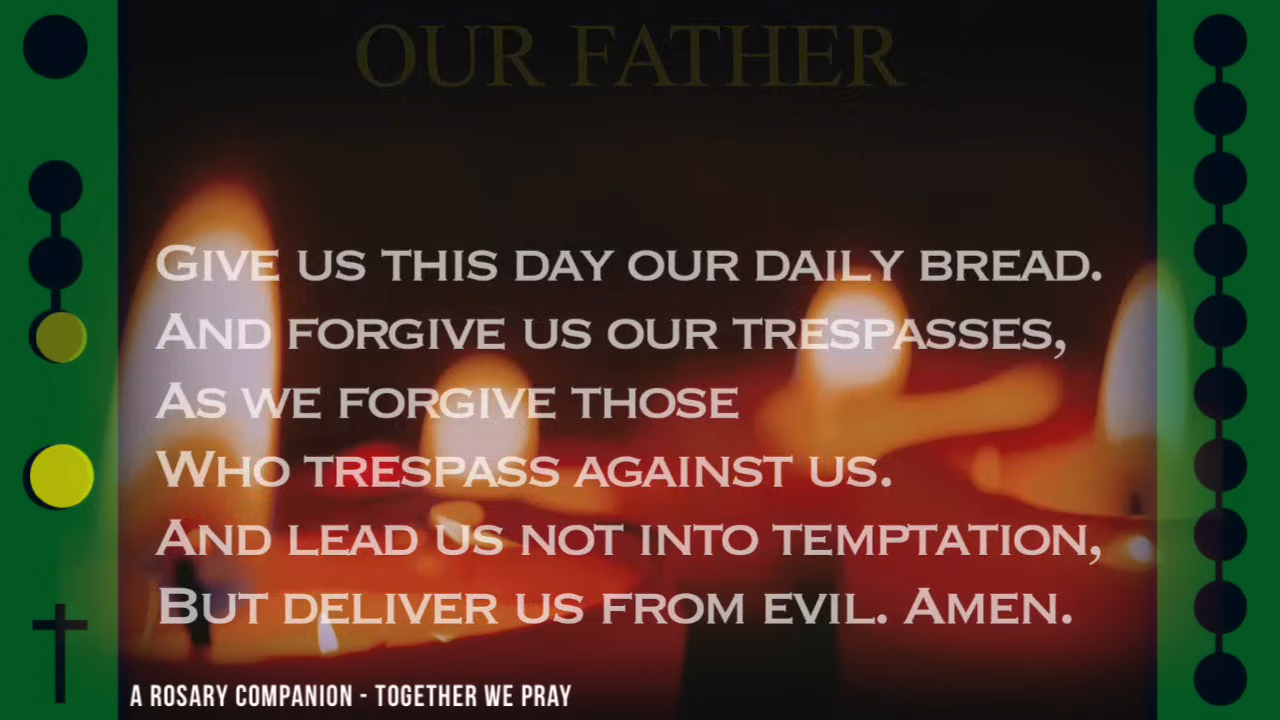 OUR FATHER
GIVE US THIS DAY OUR DAILY BREAD.
AND FORGIVE US OUR TRESPASSES,
AS WE FORGIVE THOSE
WHO TRESPASS AGAINST US.
AND LEAD US NOT INTO TEMPTATION,
BUT DELIVER US FROM EVIL. AMEN.
A ROSARY COMPANION - TOGETHER WE PRAY